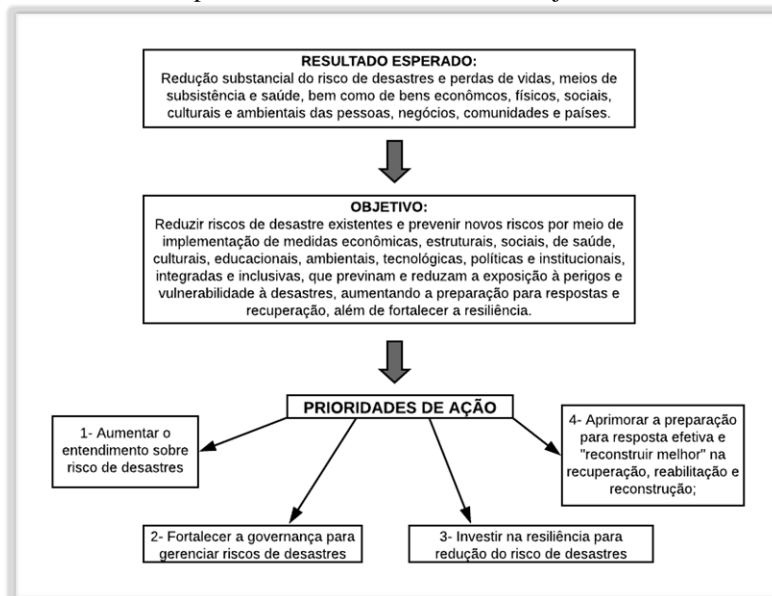 RESULTADO ESPERADO:
Redução substancial do risco de desastres e perdas de vidas, meios de
subsistência e saúde, bem como de bens econômcos, físicos, sociais,
culturais e ambientais das pessoas, negócios, comunidades e países.
OBJETIVO:
Reduzir riscos de desastre existentes e prevenir novos riscos por meio de
implementação de medidas econômicas, estruturais, sociais, de saúde,
culturais, educacionais, ambientais, tecnológicas, políticas e institucionais,
integradas e inclusivas, que previnam e reduzam a exposição à perigos e
vulnerabilidade à desastres, aumentando a preparação para respostas e
recuperação, além de fortalecer a resiliência.
PRIORIDADES DE AÇÃO
1- Aumentar o
entendimento sobre
risco de desastres
2- Fortalecer a governança para
gerenciar riscos de desastres
3- Investir na resiliência para
redução do risco de desastres
4- Aprimorar a preparação
para resposta efetiva e
"reconstruir melhor" na
recuperação, reabilitação e
reconstrução;